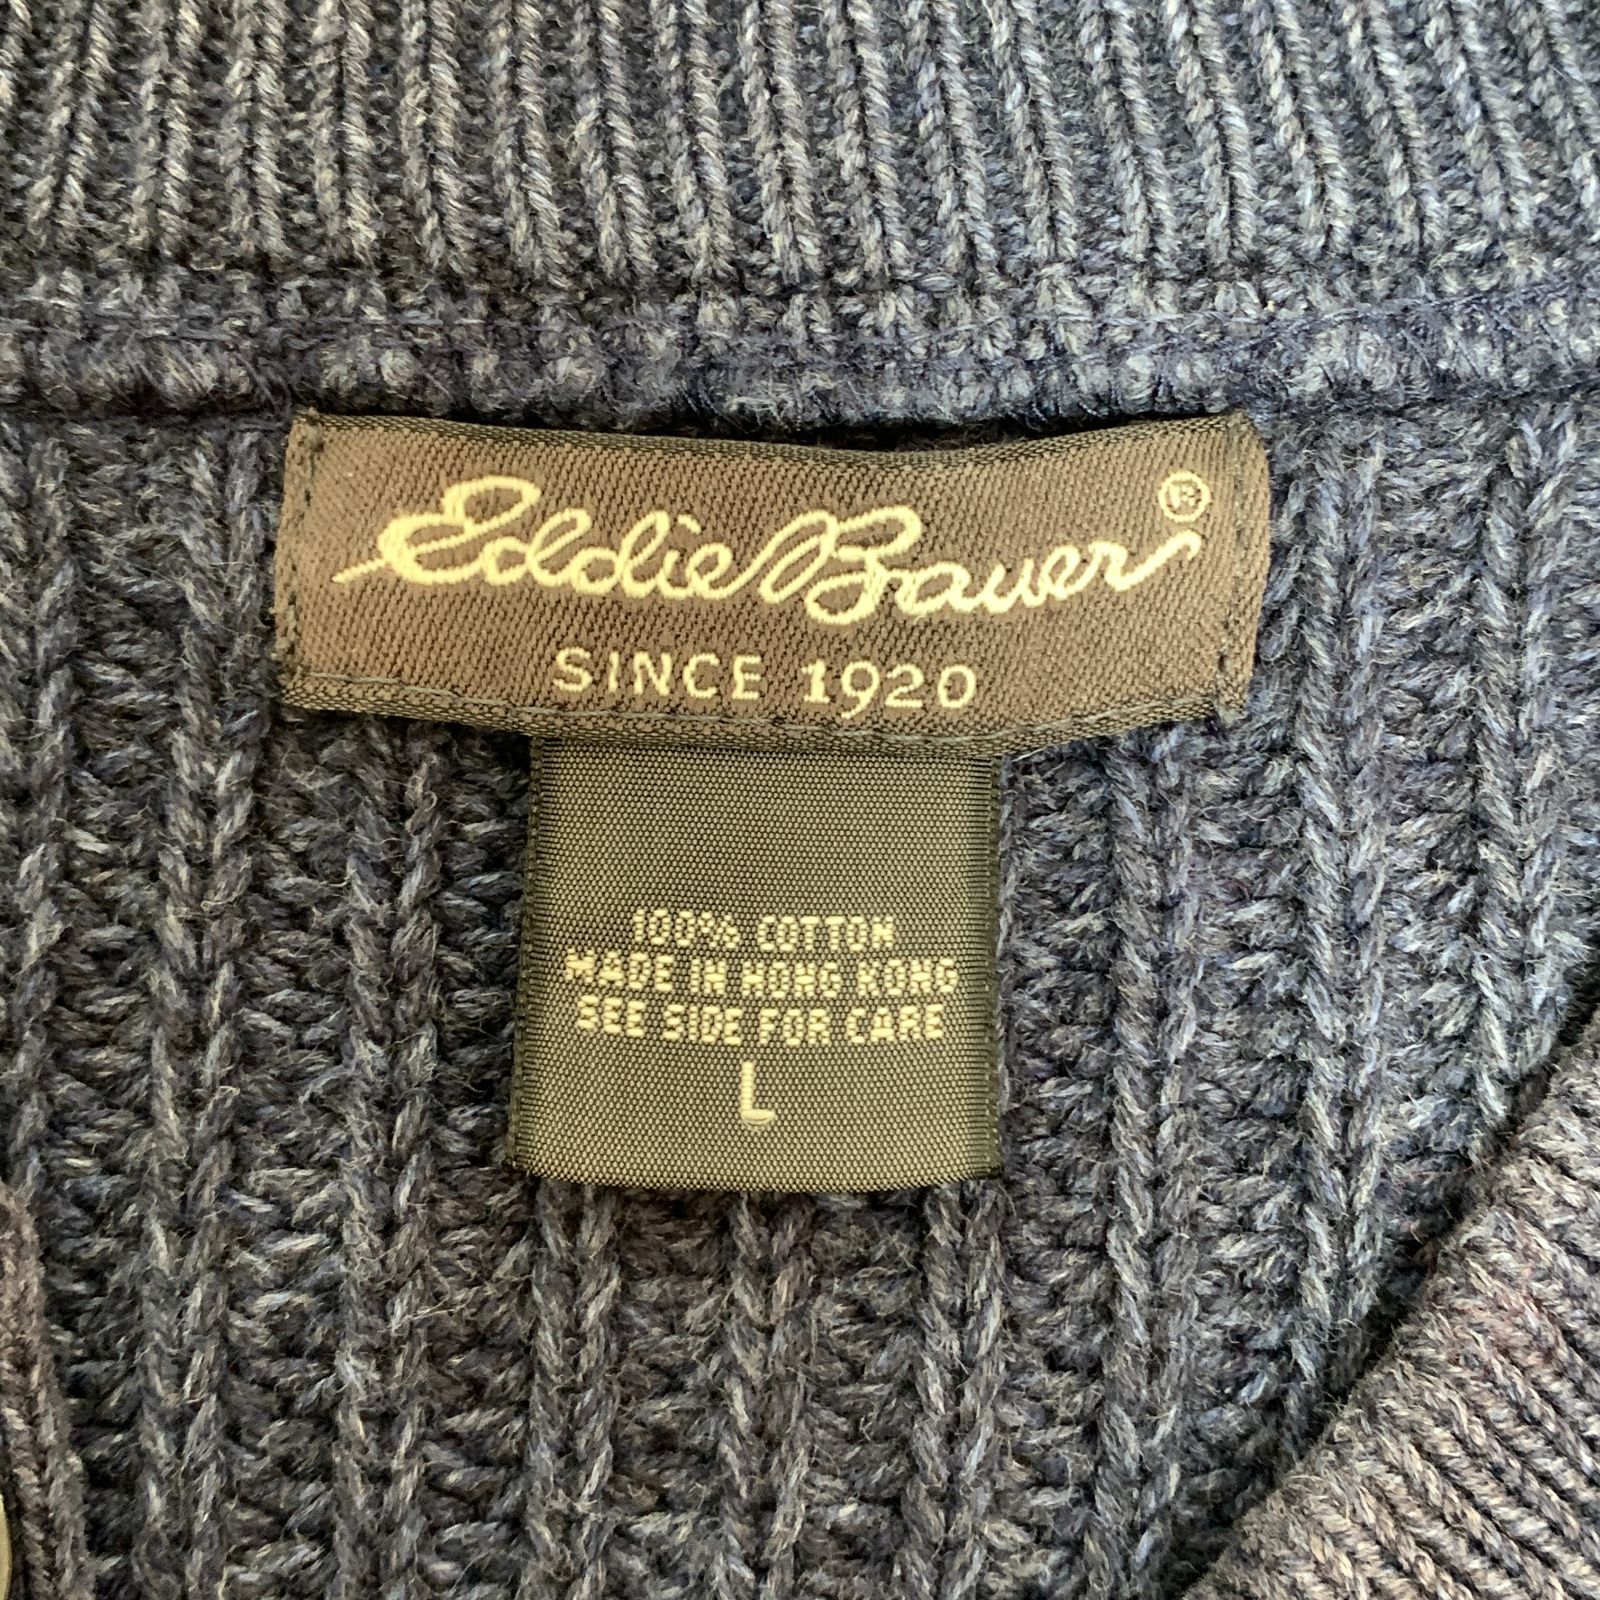 Eddie Bauer®
SINCE 1920
100% COTTON
MADE IN HONG KONG
SEE SIDE FOR CARE
L